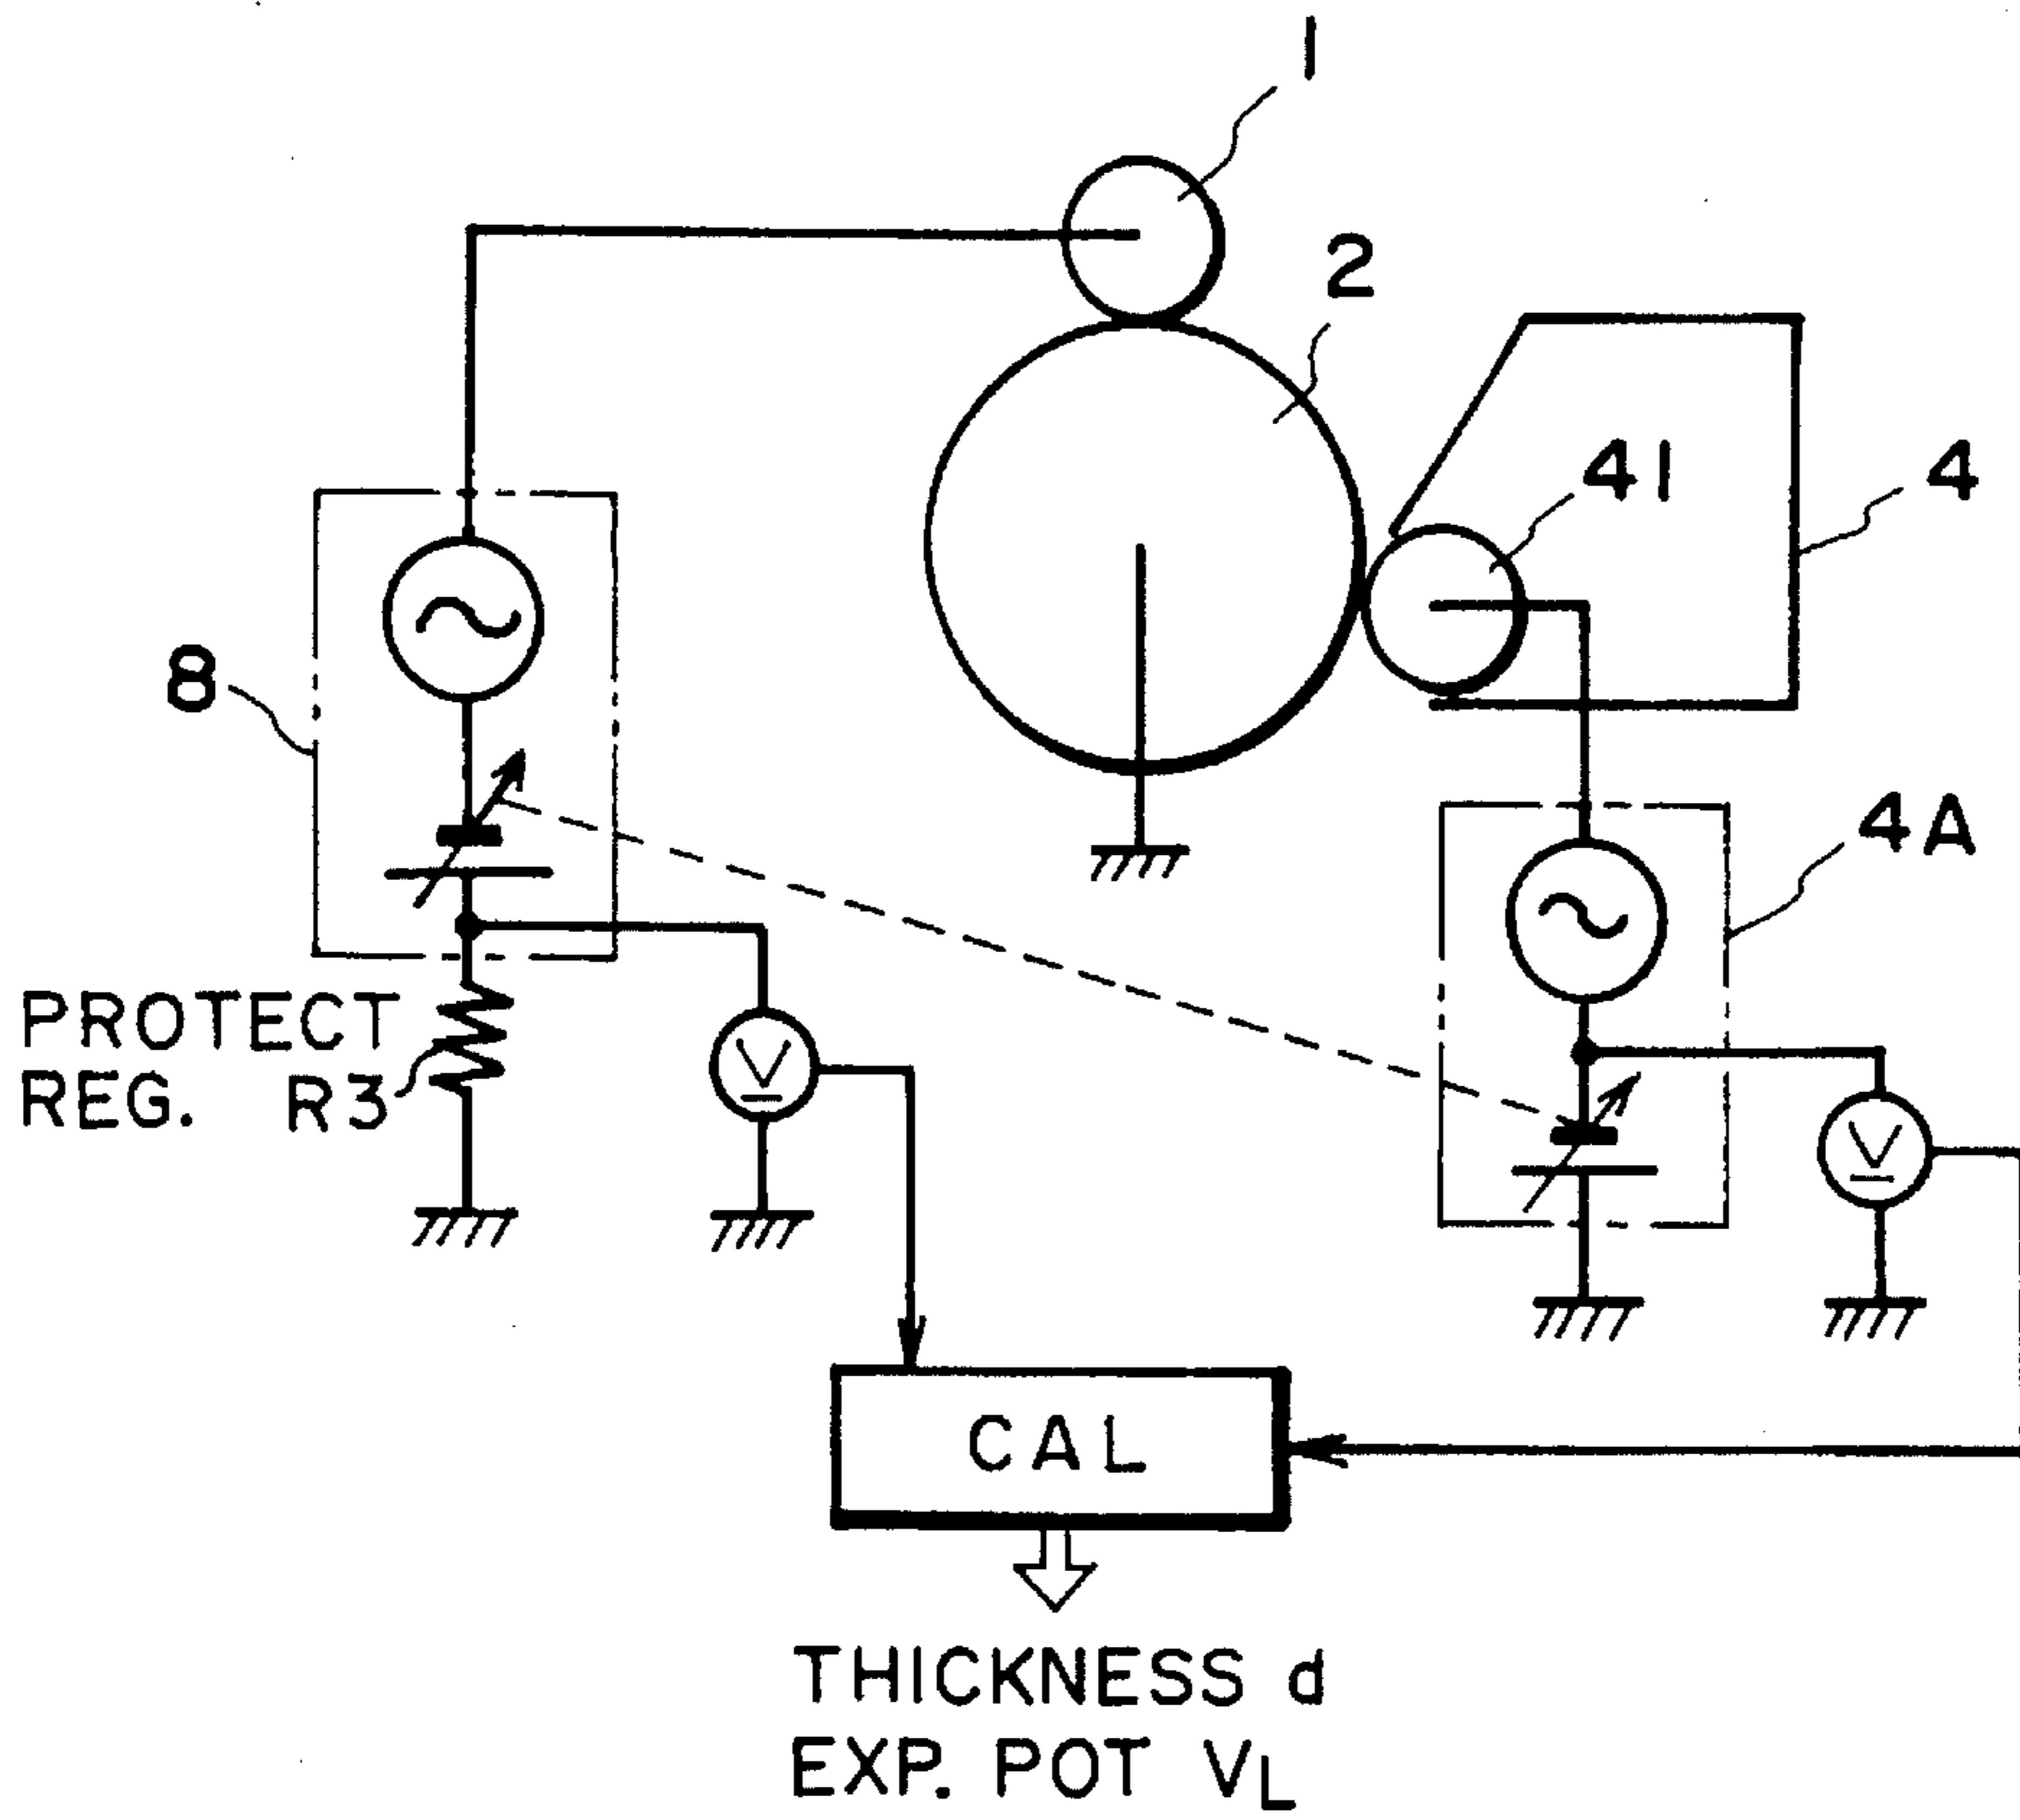 1
2
41
4
8
4A
PROTECT
REG. R3
V
V
CAL
THICKNESS d
EXP. POT VL